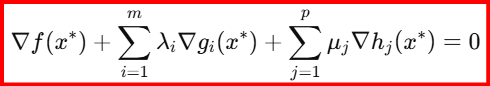 ∇f(x*) + ∑_{i=1}^{m} λ_i∇g_i(x*) + ∑_{j=1}^{p} μ_j∇h_j(x*) = 0